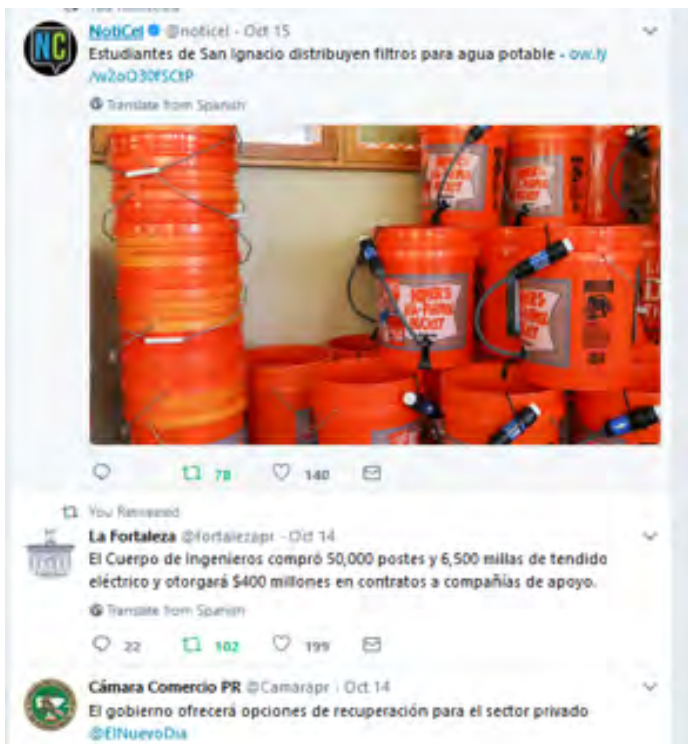 You Retweeted
NC
NotiCel @noticel - Oct 15
Estudiantes de San Ignacio distribuyen filtros para agua potable - ow.ly
Translate from Spanish
78 140
You Retweeted
La Fortaleza @fortalezapr - Oct 14
El Cuerpo de Ingenieros compró 50,000 postes y 6,500 millas de tendido
eléctrico y otorgará $400 millones en contratos a compañías de apoyo.
Translate from Spanish
22 102 199
Cámara Comercio PR @Camarapr - Oct 14
El gobierno ofrecerá opciones de recuperación para el sector privado
@ElNuevoDia